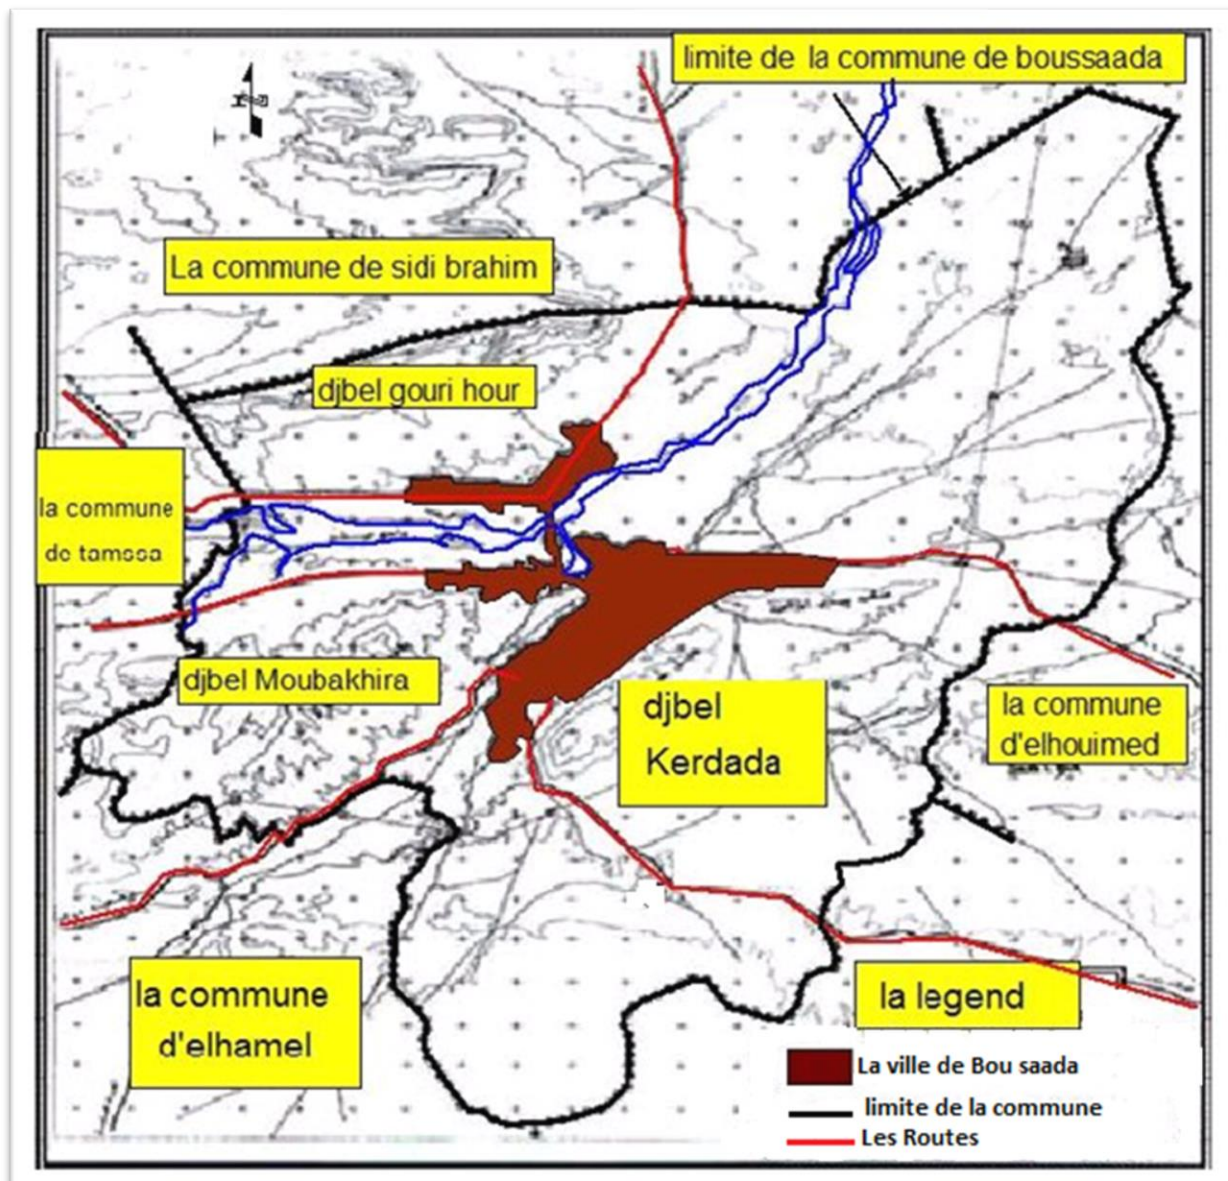 limite de la commune de boussaada
La commune de sidi brahim
djbel gouri hour
la commune
de tamssa
djbel Moubakhira
djbel
Kerdada
la commune
d'elhouimed
la commune
d'elhamel
la legend
La ville de Bou saada
limite de la commune
Les Routes